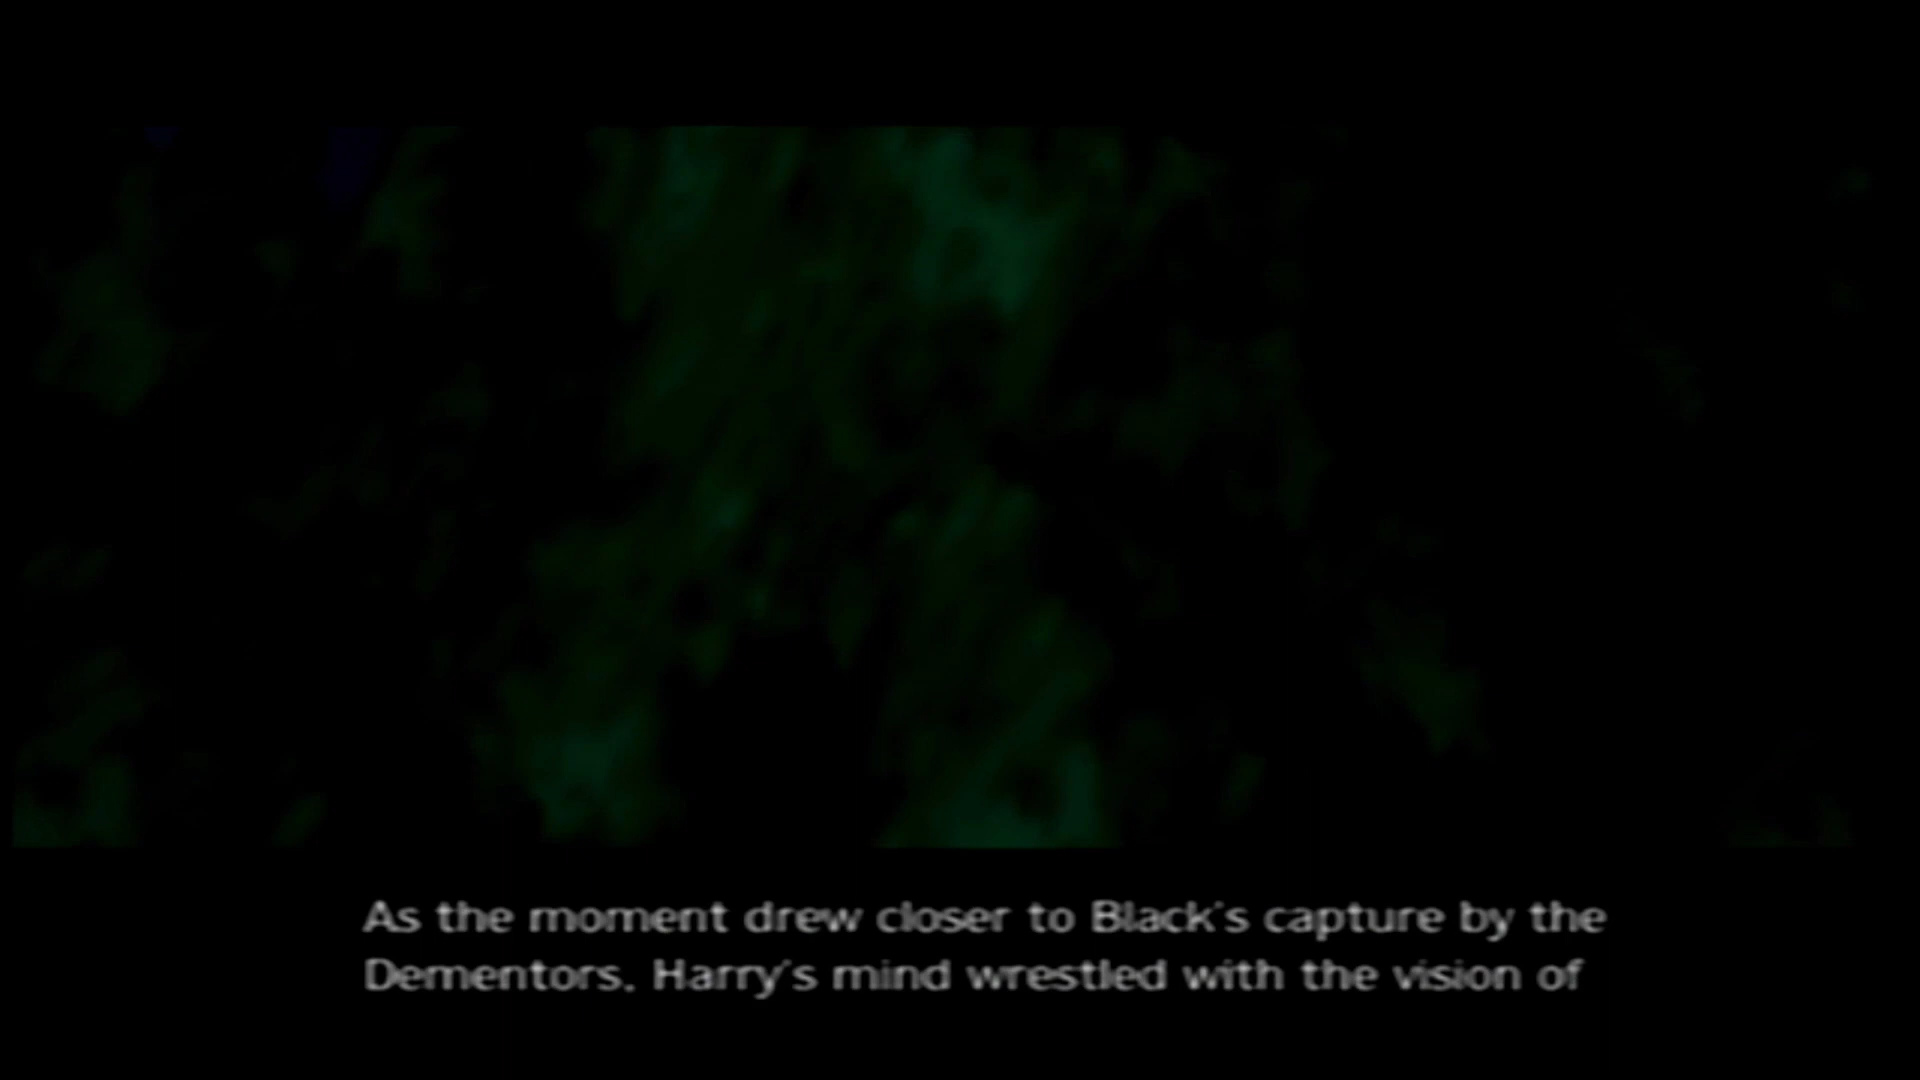 As the moment drew closer to Black's capture by the
Dementors, Harry's mind wrestled with the vision of